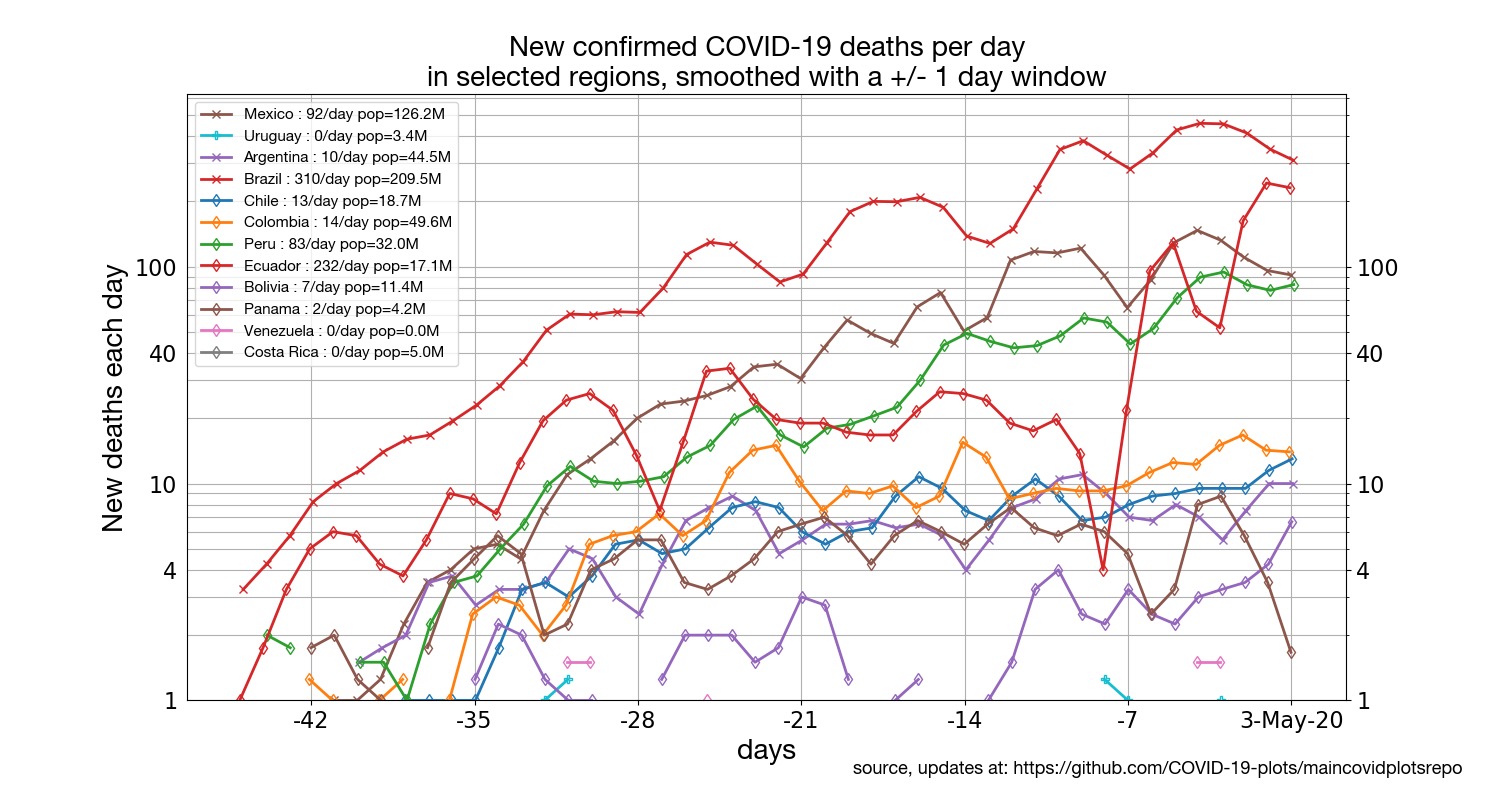 New confirmed COVID-19 deaths per day
in selected regions, smoothed with a +/- 1 day window
Mexico : 92/day pop=126.2M
Uruguay : 0/day pop=3.4M
Argentina : 10/day pop=44.5M
Brazil : 310/day pop=209.5M
Chile : 13/day pop=18.7M
Colombia : 14/day pop=49.6M
Peru : 83/day pop=32.0M
Ecuador : 232/day pop=17.1M
Bolivia : 7/day pop=11.4M
Panama : 2/day pop=4.2M
Venezuela : 0/day pop=0.0M
Costa Rica : 0/day pop=5.0M
New deaths each day
100 100
40 40
10 10
4 4
1 1
-42 -35 -28 -21 -14 -7 3-May-20
days
source, updates at: https://github.com/COVID-19-plots/maincovidplotsrepo